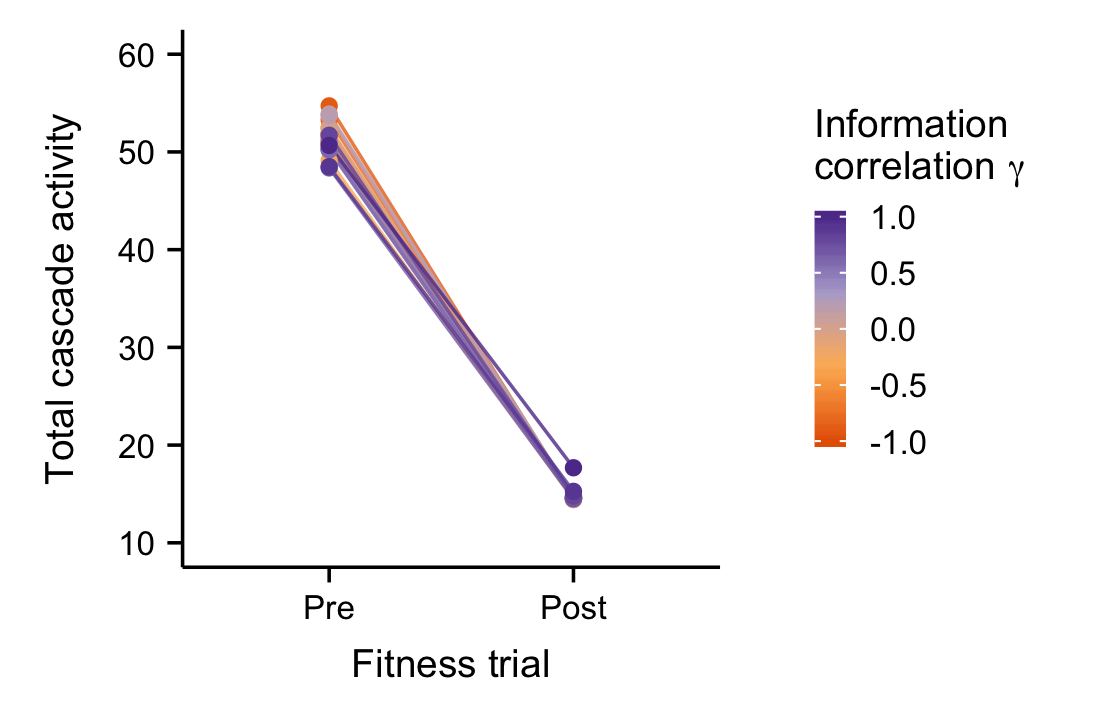 Total cascade activity
60
50
40
30
20
10
Pre
Post
Fitness trial
Information
correlation γ
1.0
0.5
0.0
-0.5
-1.0